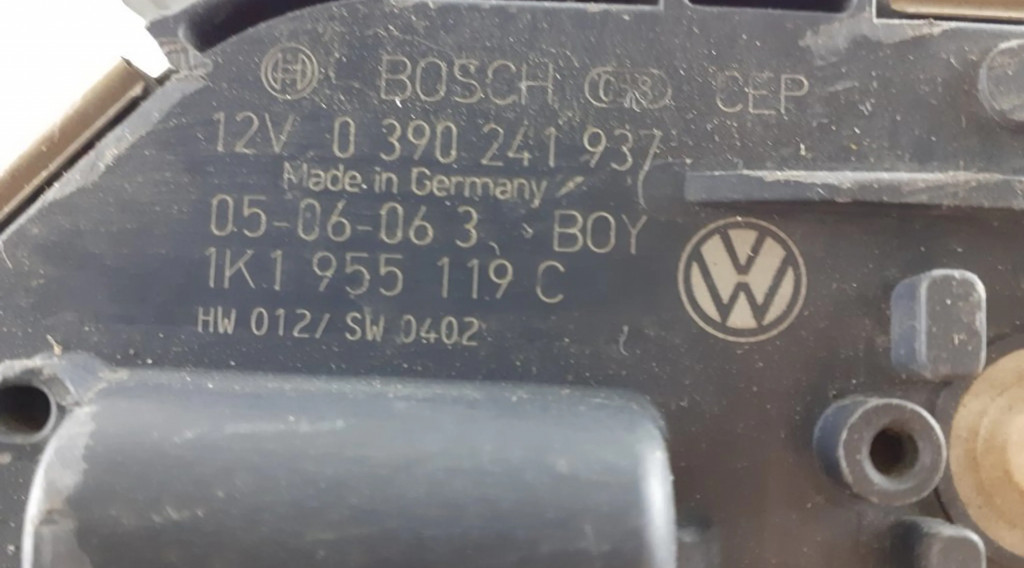 BOSCH CEP
12V 0 390 241 937
Made in Germany
05-06-06 3 BOY
1K1 955 119 C
HW 012/ SW 0402